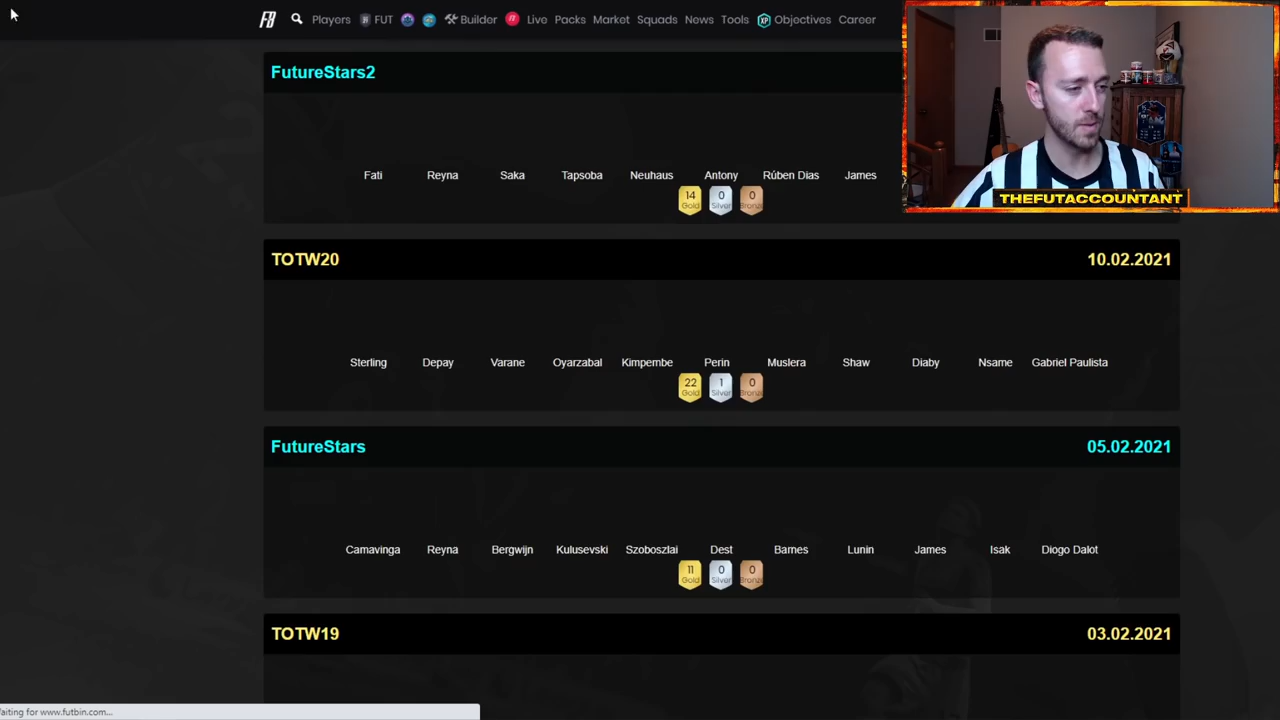 FB Players FUT Builder Live Packs Market Squads News Tools XP Objectives Career
FutureStars2
Fati Reyna Saka Tapsoba Neuhaus Antony Rúben Dias James
14 0 0
Gold Silver Bronze
THEFUTACCOUNTANT
TOTW20 10.02.2021
Sterling Depay Varane Oyarzabal Kimpembe Perin Muslera Shaw Diaby Nsame Gabriel Paulista
22 1 0
Gold Silver Bronze
FutureStars 05.02.2021
Camavinga Reyna Bergwijn Kulusevski Szoboszlai Dest Barnes Lunin James Isak Diogo Dalot
11 0 0
Gold Silver Bronze
TOTW19 03.02.2021
aiting for www.futbin.com...